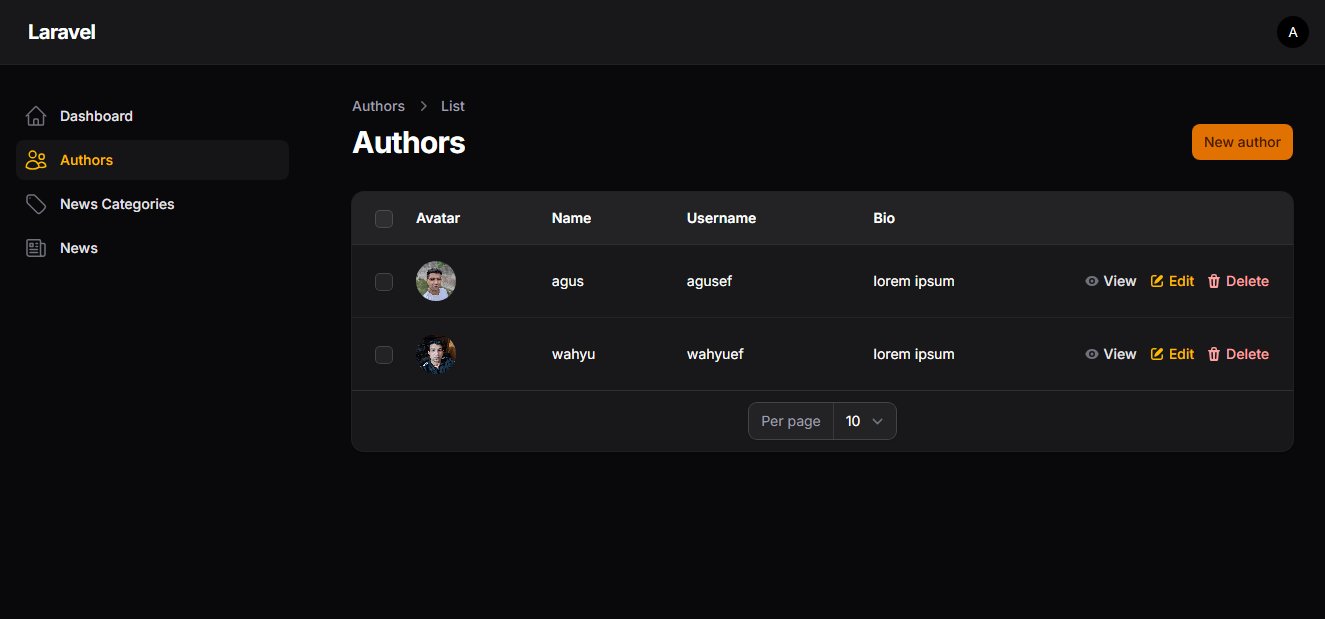 Laravel
A
Dashboard
Authors
News Categories
News
Authors > List
Authors
New author
Avatar Name Username Bio
agus agusef lorem ipsum View Edit Delete
wahyu wahyuef lorem ipsum View Edit Delete
Per page 10